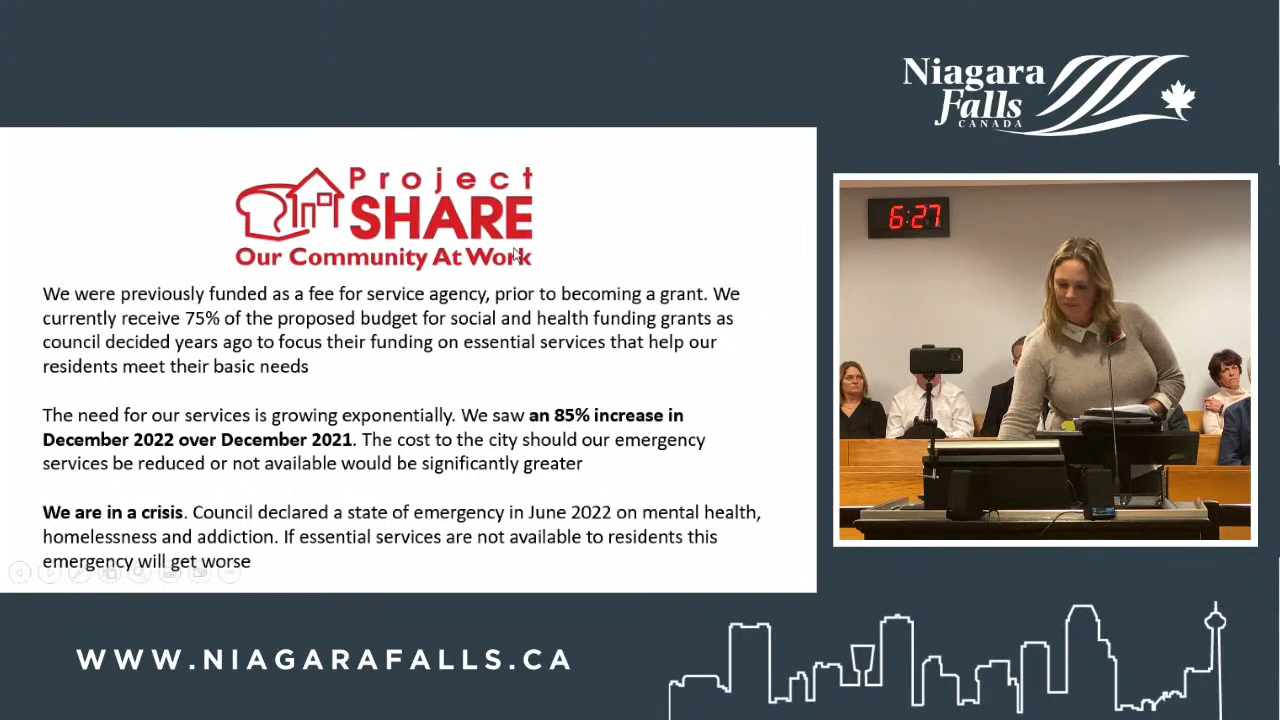 Niagara
Falls
CANADA
Project
SHARE
Our Community At Work
6:27
We were previously funded as a fee for service agency, prior to becoming a grant. We
currently receive 75% of the proposed budget for social and health funding grants as
council decided years ago to focus their funding on essential services that help our
residents meet their basic needs
The need for our services is growing exponentially. We saw an 85% increase in
December 2022 over December 2021. The cost to the city should our emergency
services be reduced or not available would be significantly greater
We are in a crisis. Council declared a state of emergency in June 2022 on mental health,
homelessness and addiction. If essential services are not available to residents this
emergency will get worse
WWW.NIAGARAFALLS.CA